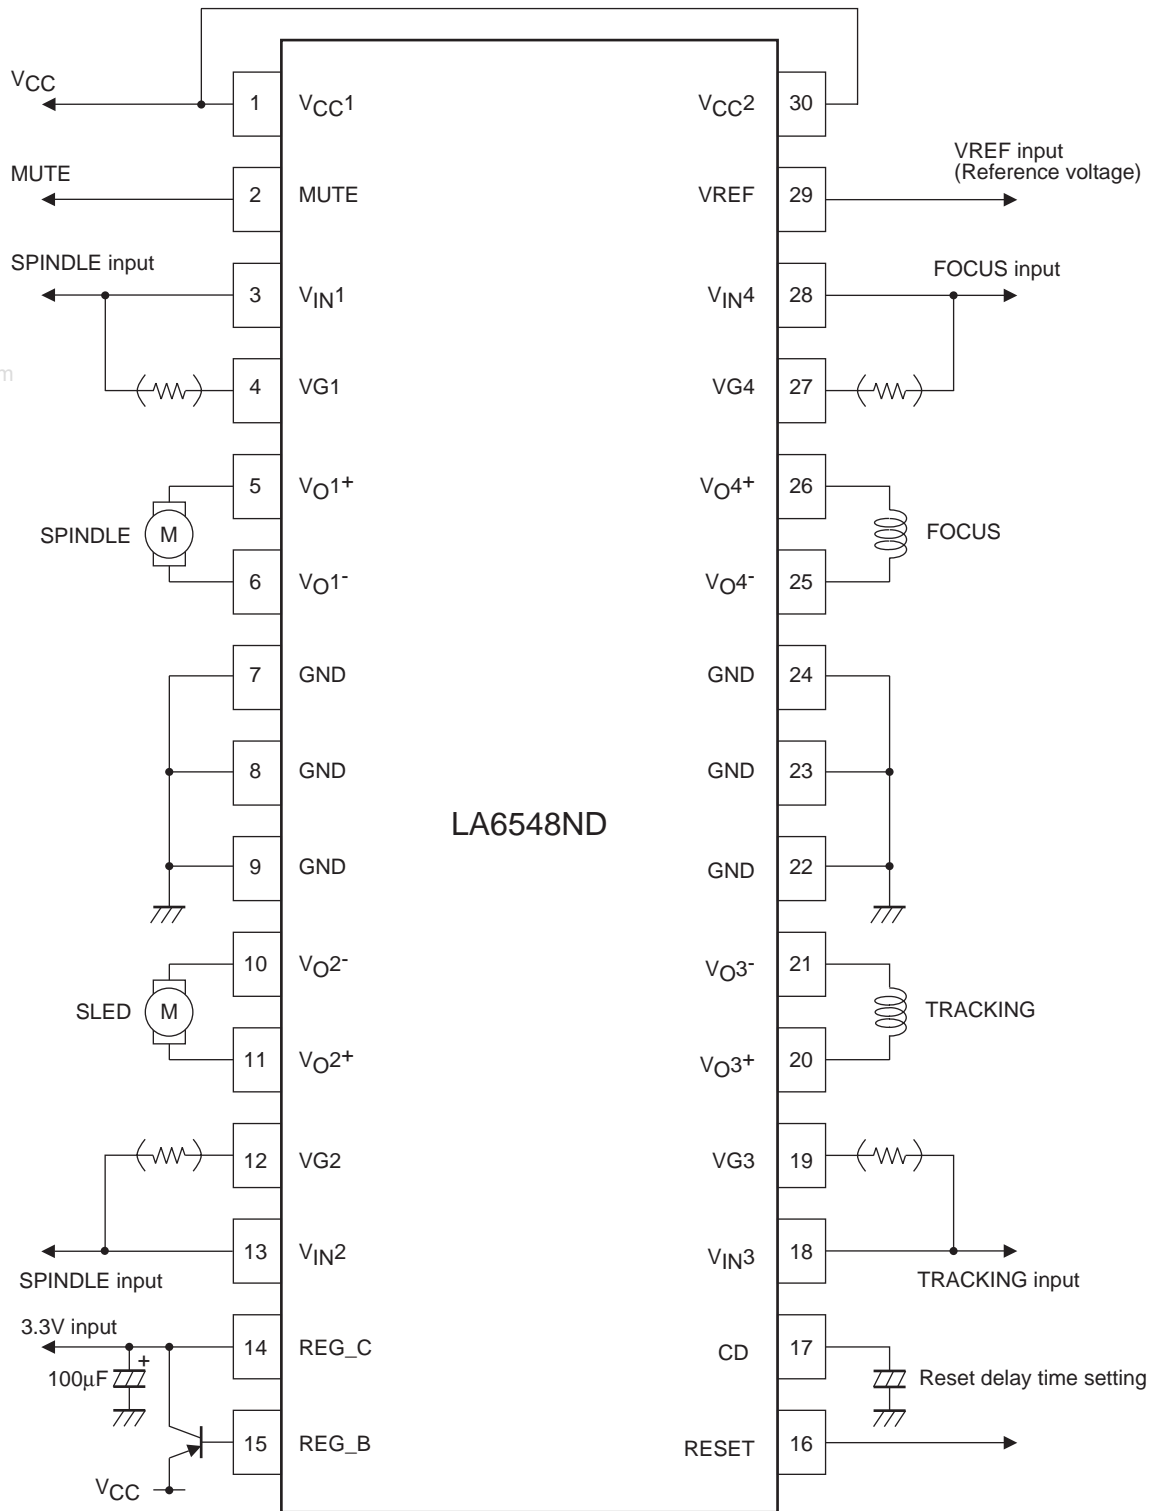 VCC
1
VCC1
VCC2
30
MUTE
2
MUTE
VREF
29
VREF input
(Reference voltage)
SPINDLE input
3
VIN1
VIN4
28
FOCUS input
m
4
VG1
VG4
27
5
VO1+
VO4+
26
SPINDLE
M
FOCUS
6
VO1-
VO4-
25
7
GND
GND
24
8
GND
GND
23
LA6548ND
9
GND
GND
22
10
VO2-
VO3-
21
SLED
M
TRACKING
11
VO2+
VO3+
20
12
VG2
VG3
19
13
VIN2
VIN3
18
SPINDLE input
TRACKING input
3.3V input
14
REG_C
CD
17
+
100μF
Reset delay time setting
15
REG_B
RESET
16
VCC